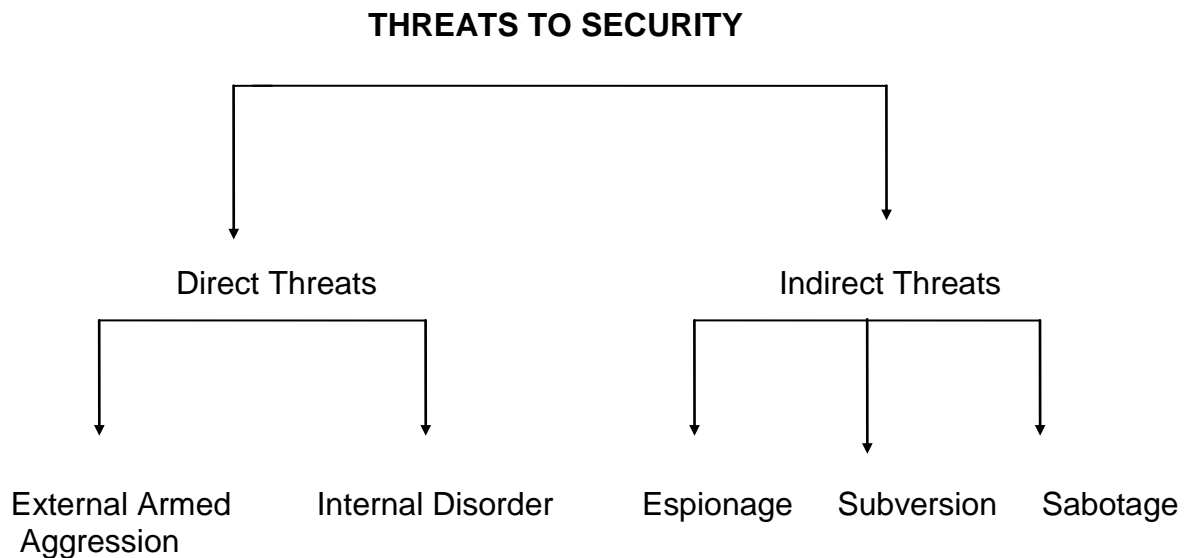 THREATS TO SECURITY
Direct Threats
Indirect Threats
External Armed
Aggression
Internal Disorder
Espionage
Subversion
Sabotage